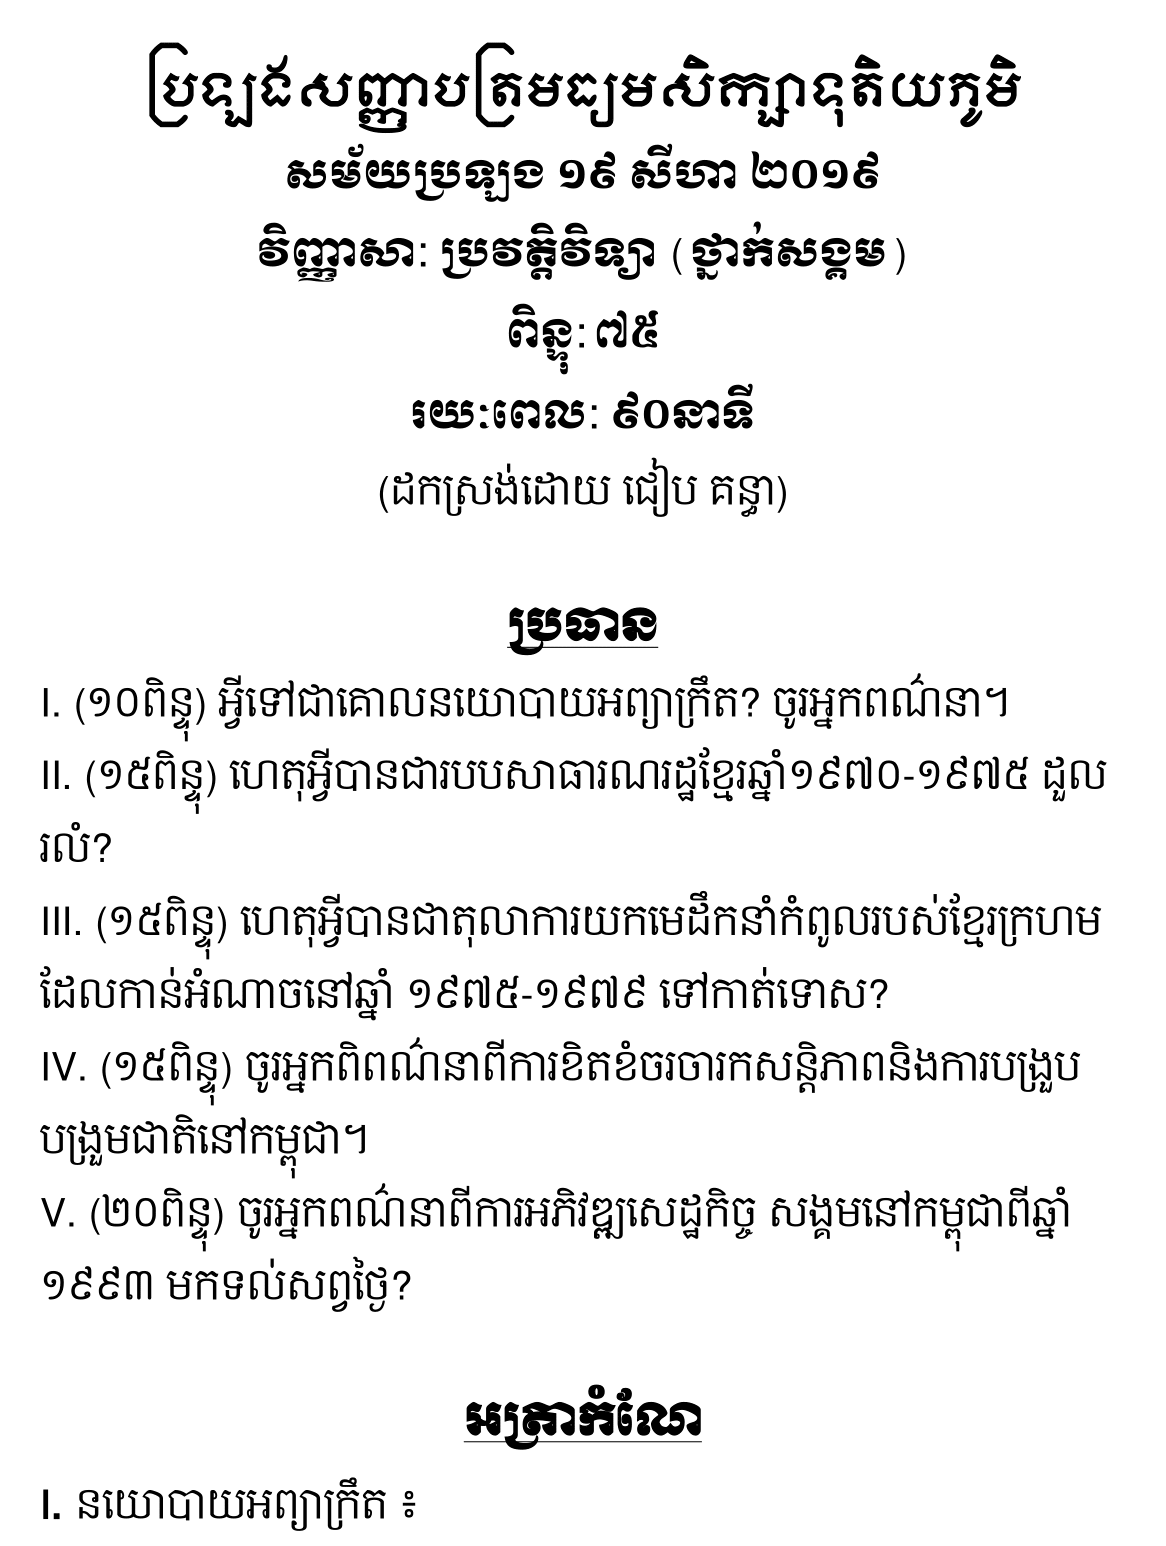 ប្រឡងសញ្ញាបត្រមធ្យមសិក្សាទុតិយភូមិ
សម័យប្រឡង ១៩ សីហា ២០១៩
វិញ្ញាសា: ប្រវត្តិវិទ្យា (ថ្នាក់សង្គម)
ពិន្ទុ: ៧៥
រយៈពេល: ៩០នាទី
(ដកស្រង់ដោយ ជៀប គន្ធា)
ប្រធាន
I. (១០ពិន្ទុ) អ្វីទៅជាគោលនយោបាយអព្យាក្រឹត? ចូរអ្នកពណ៌នា។
II. (១៥ពិន្ទុ) ហេតុអ្វីបានជារបបសាធារណរដ្ឋខ្មែរឆ្នាំ១៩៧០-១៩៧៥ ដួល
រលំ?
III. (១៥ពិន្ទុ) ហេតុអ្វីបានជាតុលាការយកមេដឹកនាំកំពូលរបស់ខ្មែរក្រហម
ដែលកាន់អំណាចនៅឆ្នាំ ១៩៧៥-១៩៧៩ ទៅកាត់ទោស?
IV. (១៥ពិន្ទុ) ចូរអ្នកពិពណ៌នាពីការខិតខំចរចារកសន្តិភាពនិងការបង្រួប
បង្រួមជាតិនៅកម្ពុជា។
V. (២០ពិន្ទុ) ចូរអ្នកពណ៌នាពីការអភិវឌ្ឍសេដ្ឋកិច្ច សង្គមនៅកម្ពុជាពីឆ្នាំ
១៩៩៣ មកទល់សព្វថ្ងៃ?
អត្រាកំណែ
I. នយោបាយអព្យាក្រឹត ៖